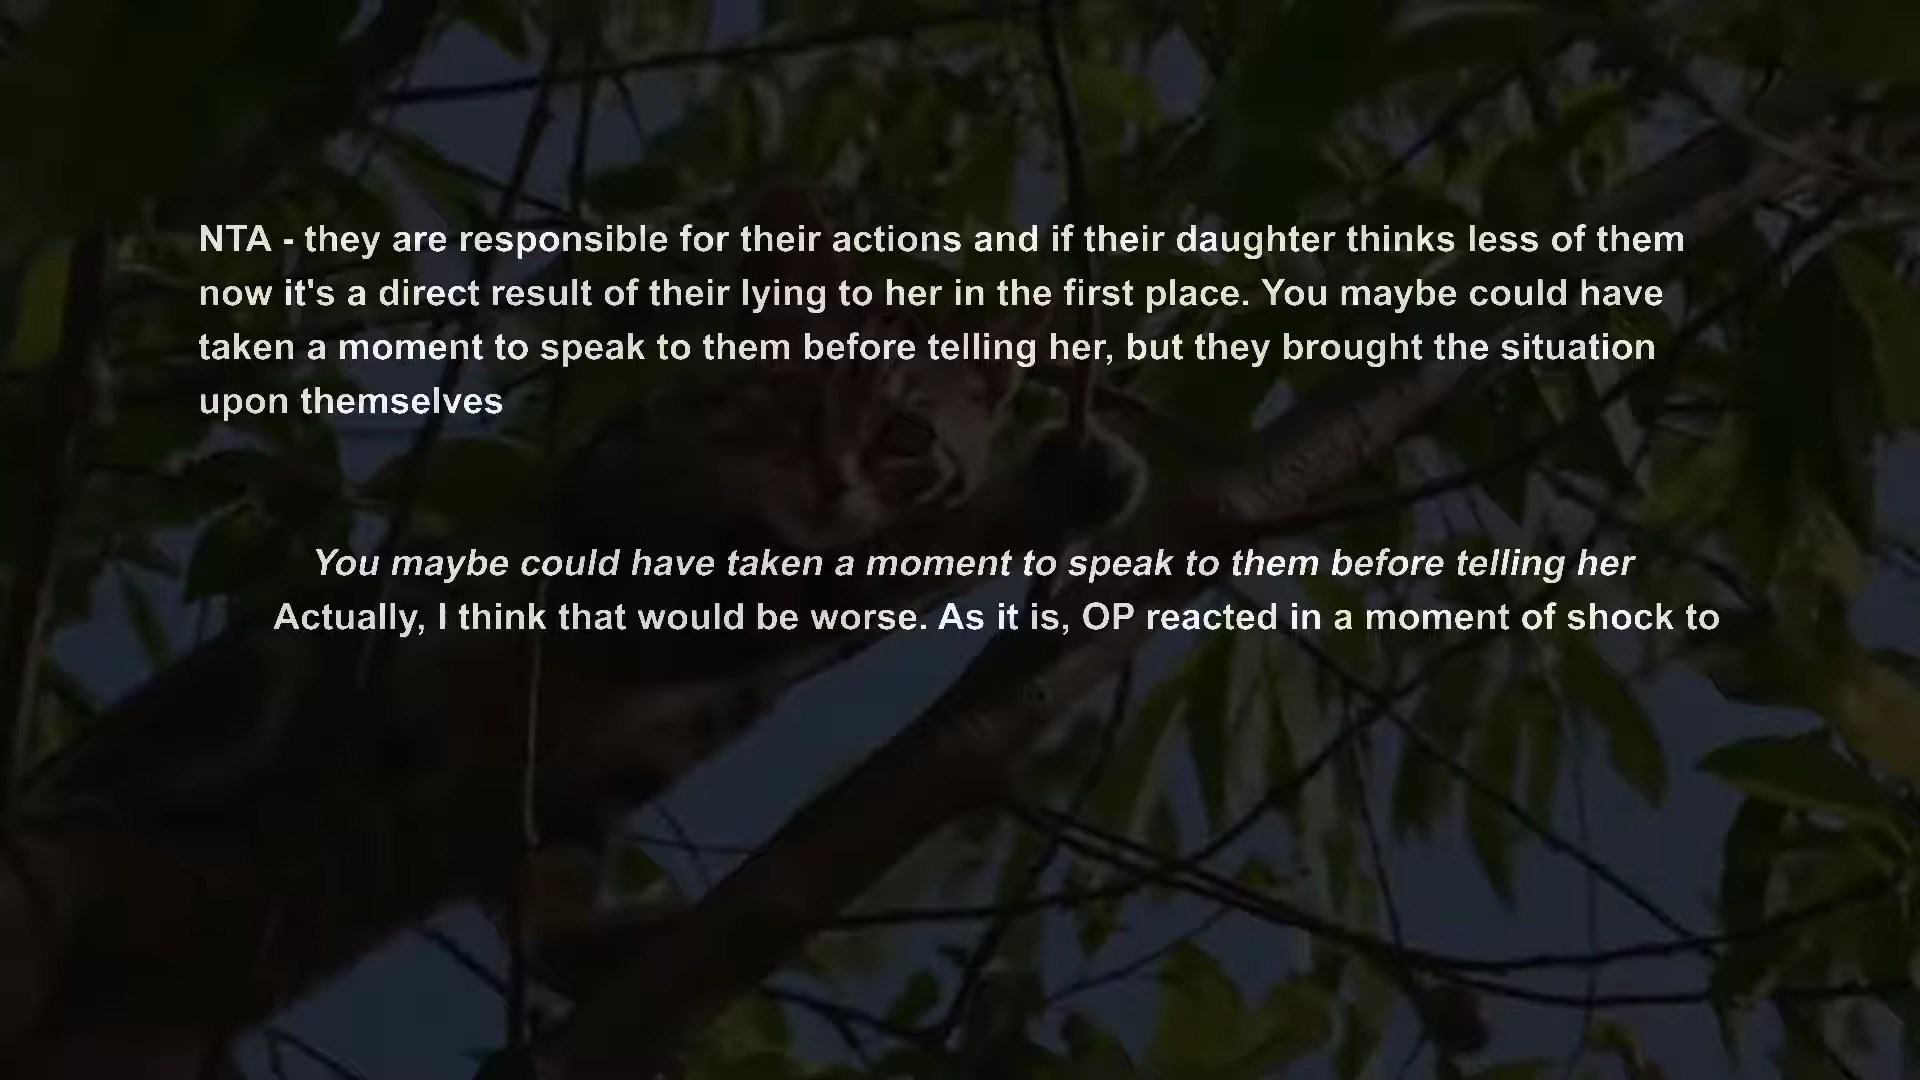 NTA - they are responsible for their actions and if their daughter thinks less of them
now it's a direct result of their lying to her in the first place. You maybe could have
taken a moment to speak to them before telling her, but they brought the situation
upon themselves
You maybe could have taken a moment to speak to them before telling her
Actually, I think that would be worse. As it is, OP reacted in a moment of shock to